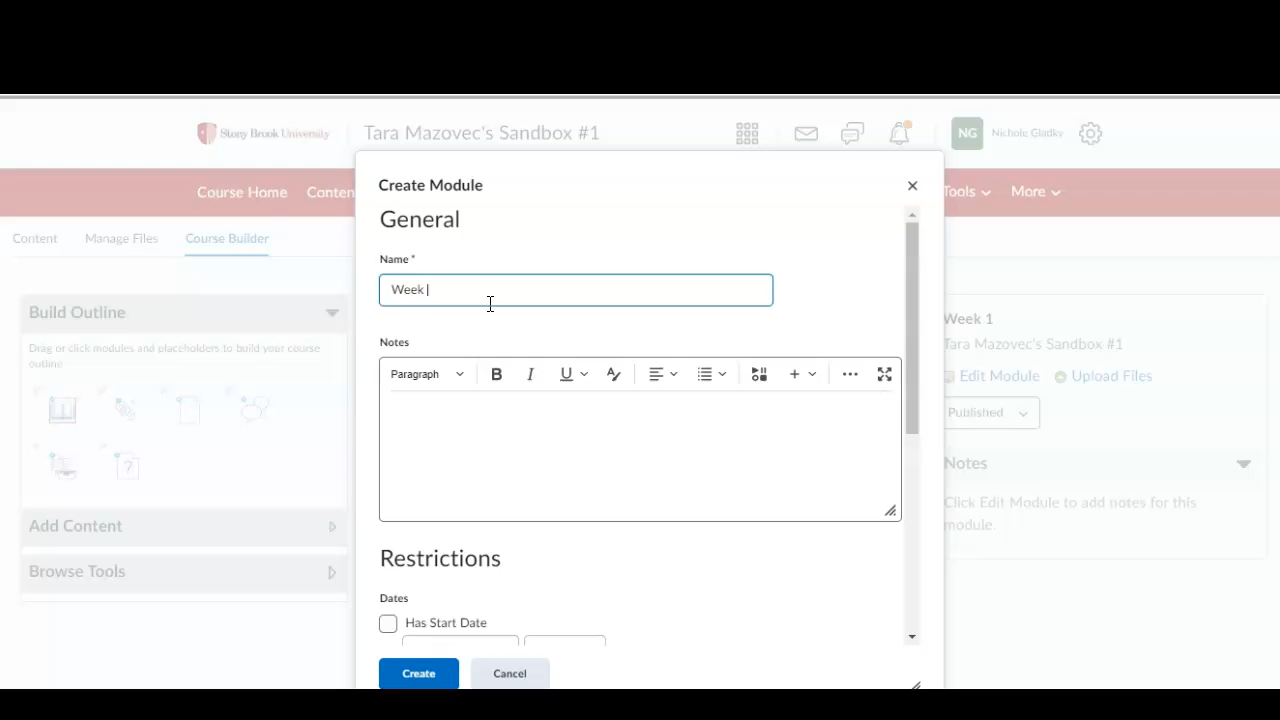 Stony Brook University
Tara Mazovec's Sandbox #1
NG
Nichole Gladky
Course Home
Conten
Tools
More
Content
Manage Files
Course Builder
Create Module
General
Name *
Week
Notes
Paragraph
B I U
Restrictions
Dates
Has Start Date
Create
Cancel
Build Outline
Drag or click modules and placeholders to build your course
outline
Add Content
Browse Tools
Week 1
Tara Mazovec's Sandbox #1
Edit Module
Upload Files
Published
Notes
Click Edit Module to add notes for this
module.